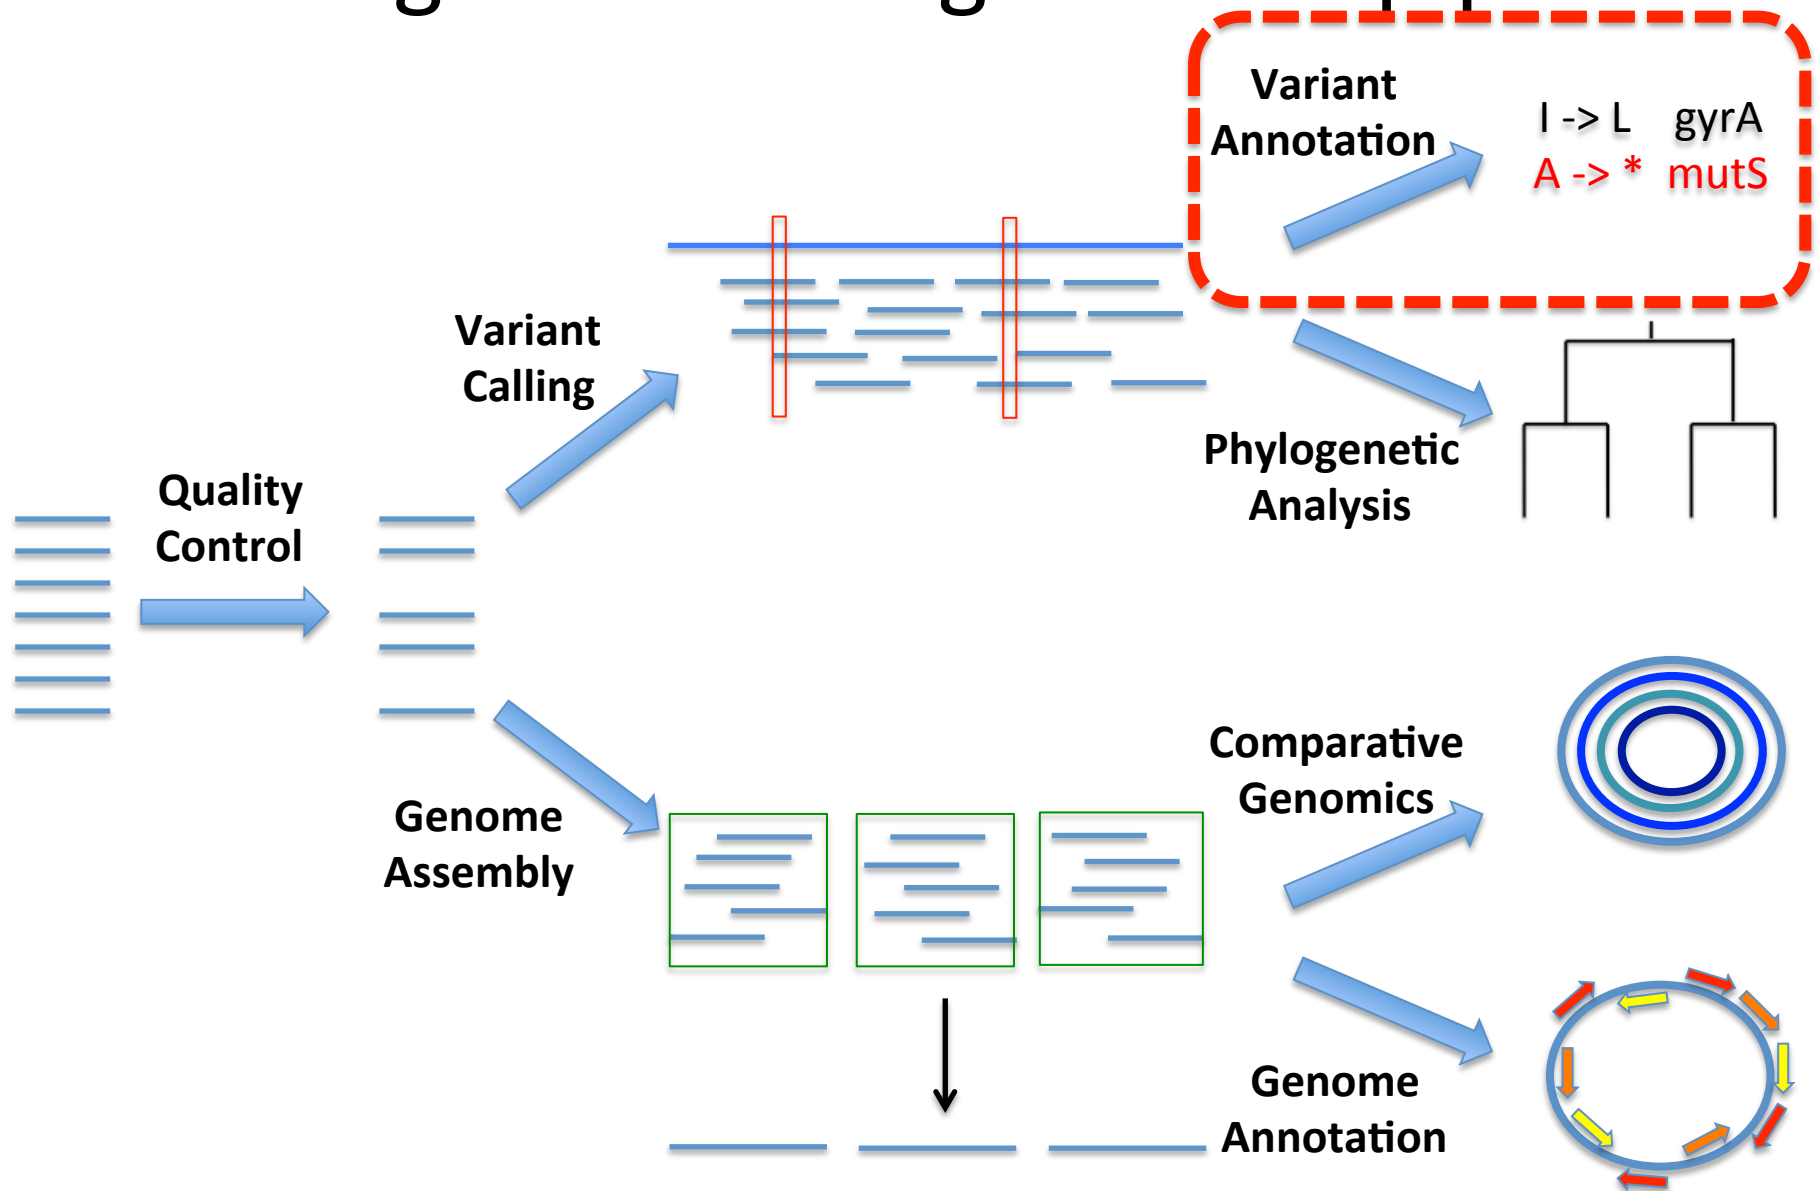 Variant
Annotation
I -> L gyrA
A -> * mutS
Variant
Calling
Phylogenetic
Analysis
Quality
Control
Comparative
Genomics
Genome
Assembly
Genome
Annotation